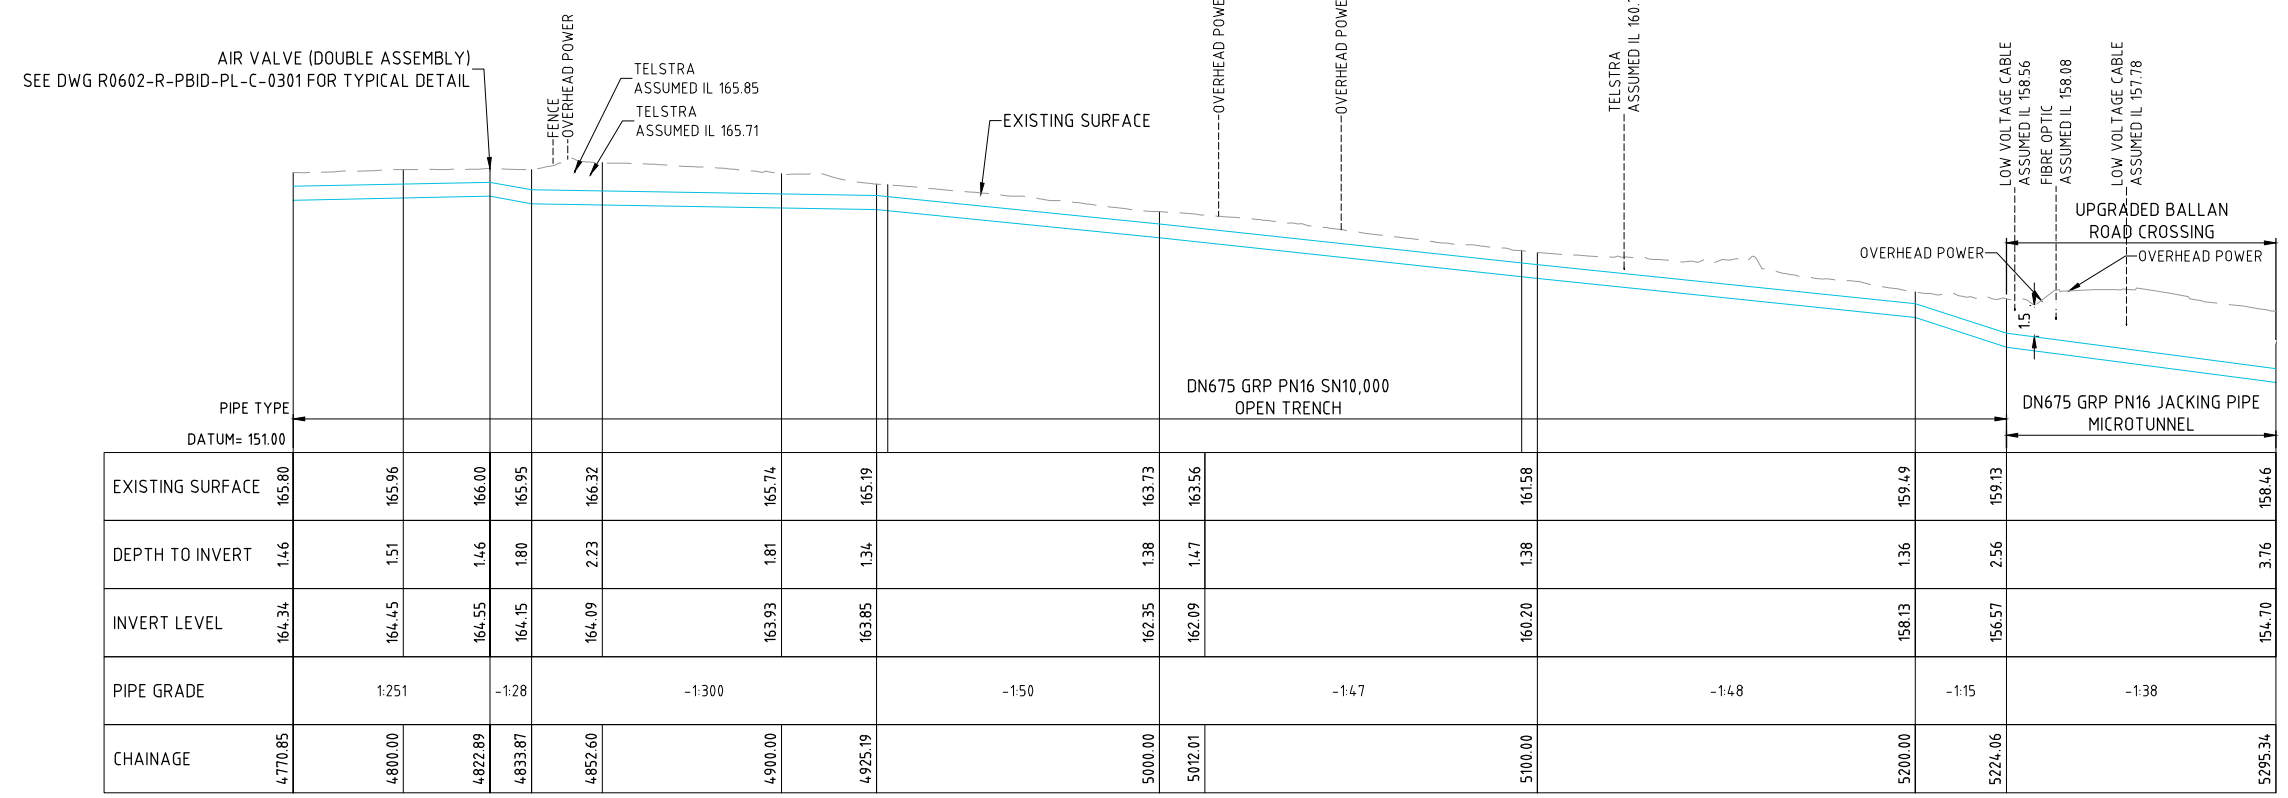 AIR VALVE (DOUBLE ASSEMBLY)
SEE DWG R0602-R-PBID-PL-C-0301 FOR TYPICAL DETAIL
FENCE
OVERHEAD POWER
TELSTRA
ASSUMED IL 165.85
TELSTRA
ASSUMED IL 165.71
EXISTING SURFACE
OVERHEAD POWE
OVERHEAD POWE
TELSTRA
ASSUMED IL 160.
LOW VOLTAGE CABLE
ASSUMED IL 158.56
FIBRE OPTIC
ASSUMED IL 158.08
LOW VOLTAGE CABLE
ASSUMED IL 157.78
UPGRADED BALLAN
ROAD CROSSING
OVERHEAD POWER
OVERHEAD POWER
1.5
DN675 GRP PN16 SN10,000
OPEN TRENCH
DN675 GRP PN16 JACKING PIPE
MICROTUNNEL
PIPE TYPE
DATUM= 151.00
EXISTING SURFACE 165.80 165.96 166.00 165.95 166.32 165.74 165.19 163.73 163.56 161.58 159.49 159.13 158.46
DEPTH TO INVERT 1.46 1.51 1.46 1.80 2.23 1.81 1.34 1.38 1.47 1.38 1.36 2.56 3.76
INVERT LEVEL 164.34 164.45 164.55 164.15 164.09 163.93 163.85 162.35 162.09 160.20 158.13 156.57 154.70
PIPE GRADE 1:251 -1:28 -1:300 -1:50 -1:47 -1:48 -1:15 -1:38
CHAINAGE 4770.85 4800.00 4822.89 4833.87 4852.60 4900.00 4925.19 5000.00 5012.01 5100.00 5200.00 5224.06 5295.34